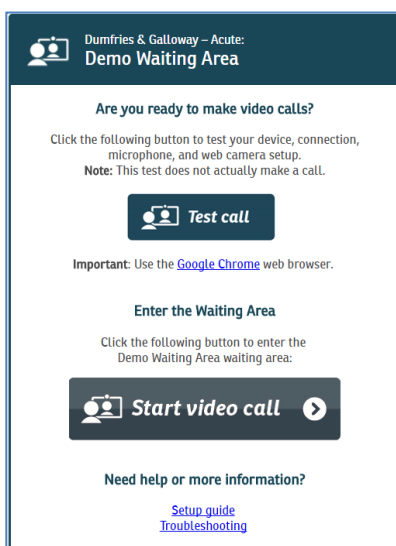 Dumfries & Galloway – Acute:
Demo Waiting Area
Are you ready to make video calls?
Click the following button to test your device, connection,
microphone, and web camera setup.
Note: This test does not actually make a call.
Test call
Important: Use the Google Chrome web browser.
Enter the Waiting Area
Click the following button to enter the
Demo Waiting Area waiting area:
Start video call
Need help or more information?
Setup guide
Troubleshooting